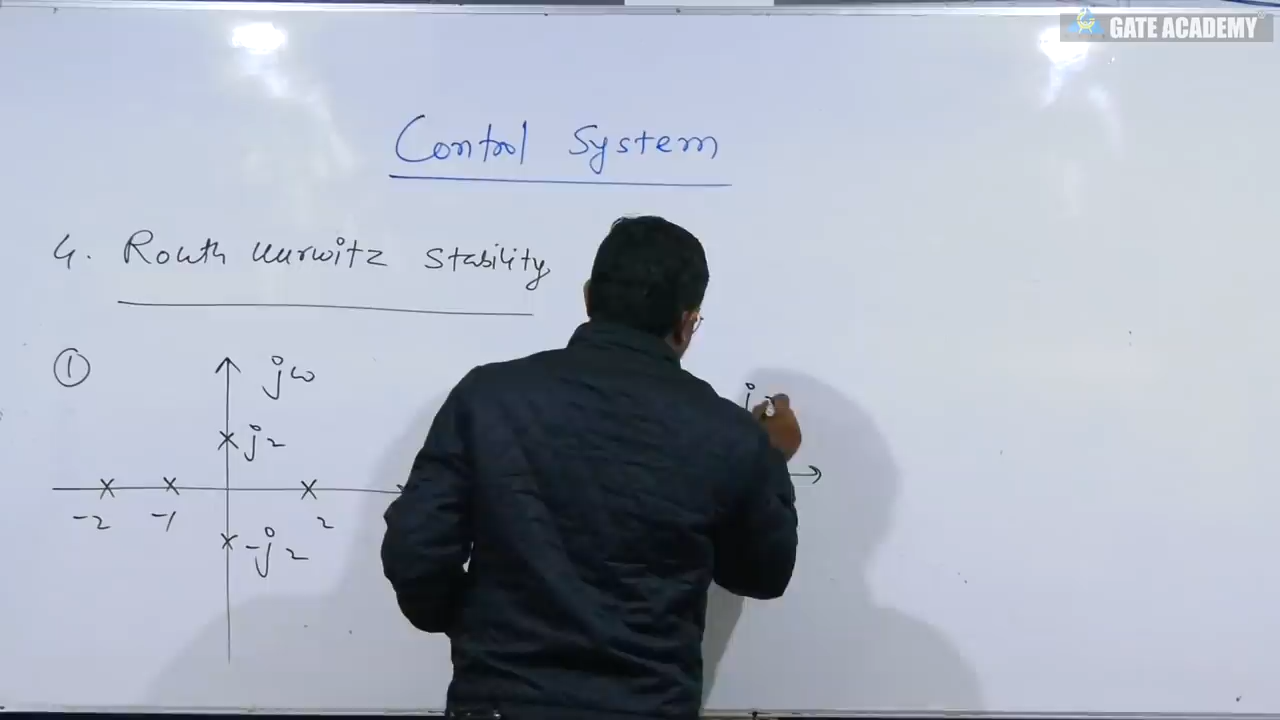 GATE ACADEMY
Control System
4. Routh Hurwitz Stability
① jω
j2
-2 -1 2
-j2
j